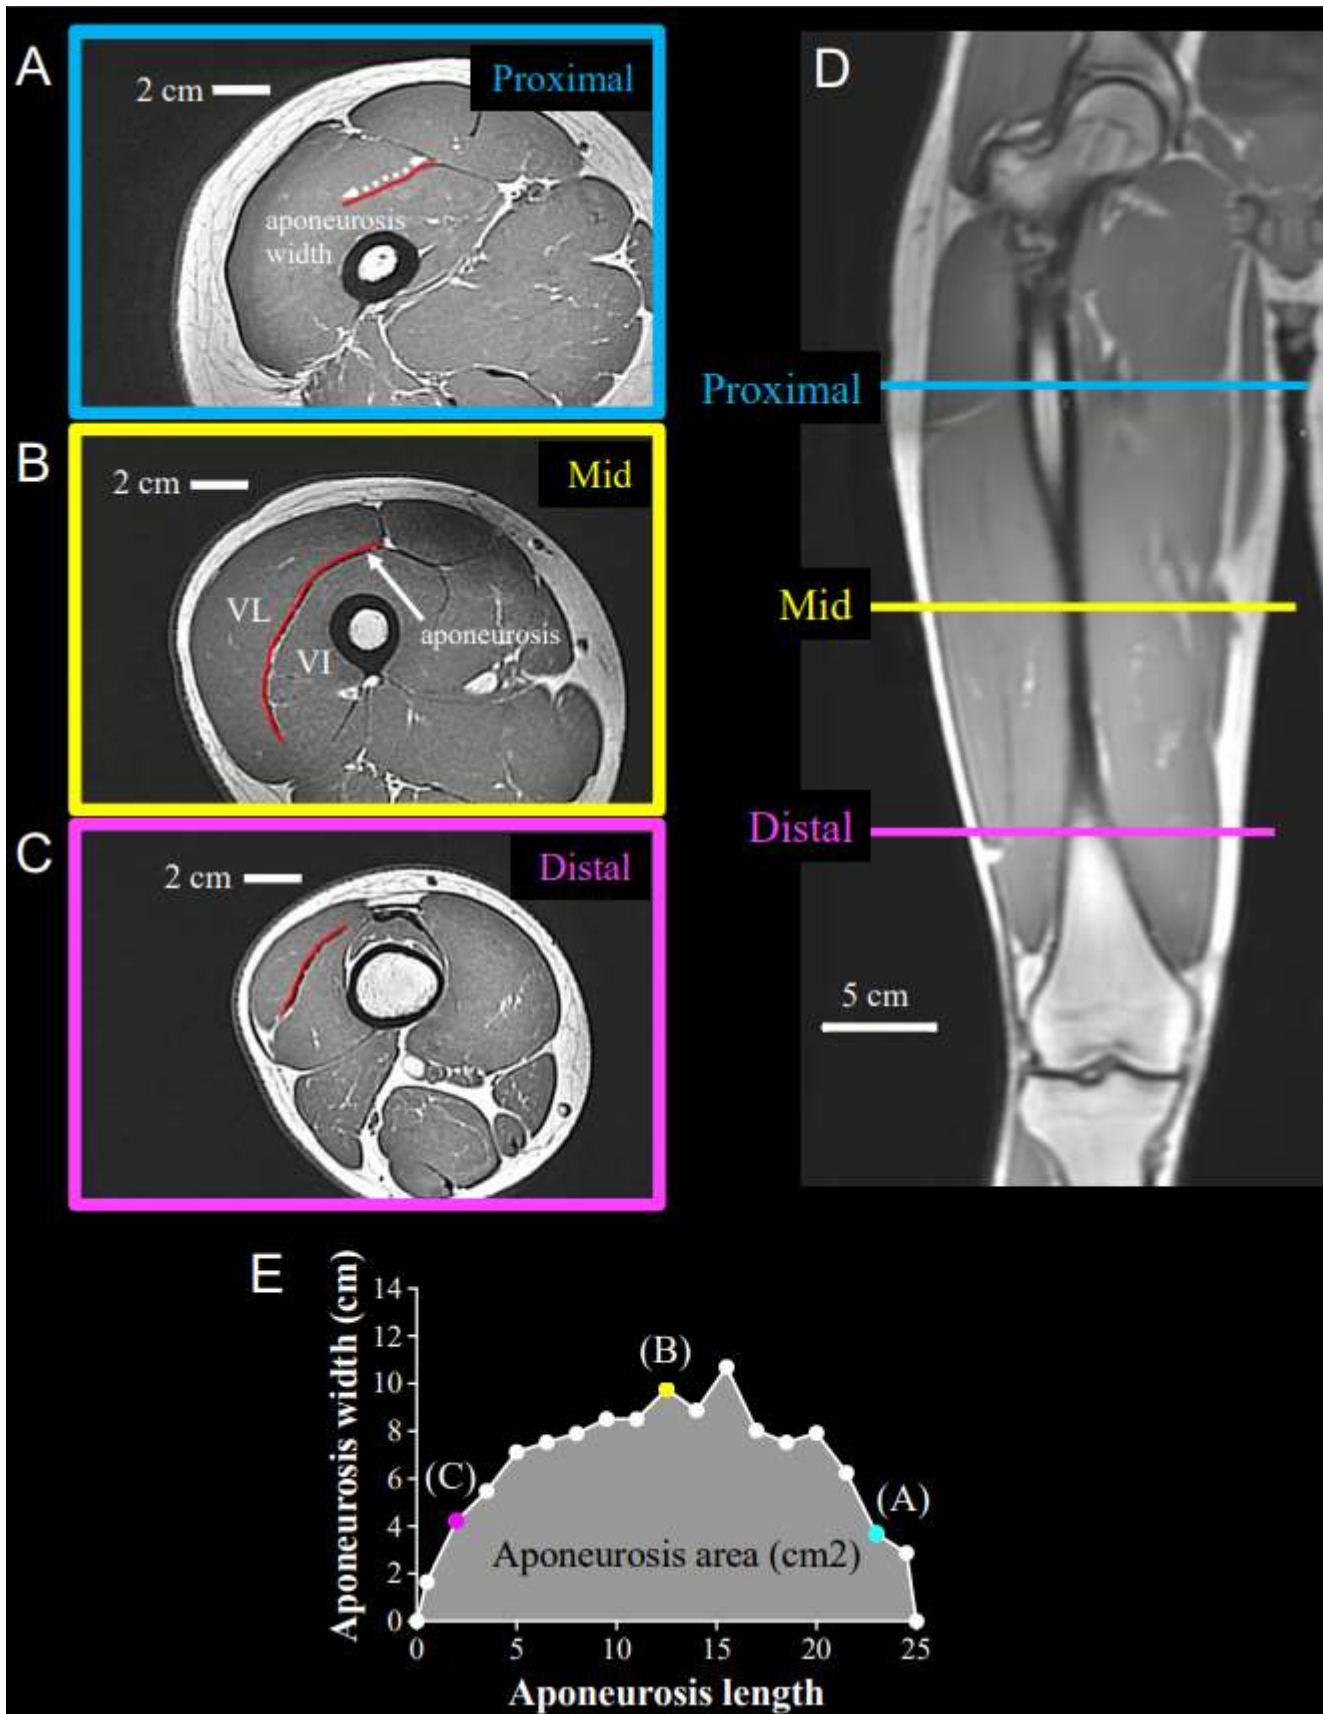 A
2 cm
Proximal
aponeurosis
width
B
2 cm
Mid
VL
VI
aponeurosis
C
2 cm
Distal
D
Proximal
Mid
Distal
5 cm
E
Aponeurosis width (cm)
14
12
10
8
6
4
2
0
(B)
(C)
(A)
Aponeurosis area (cm2)
0 5 10 15 20 25
Aponeurosis length